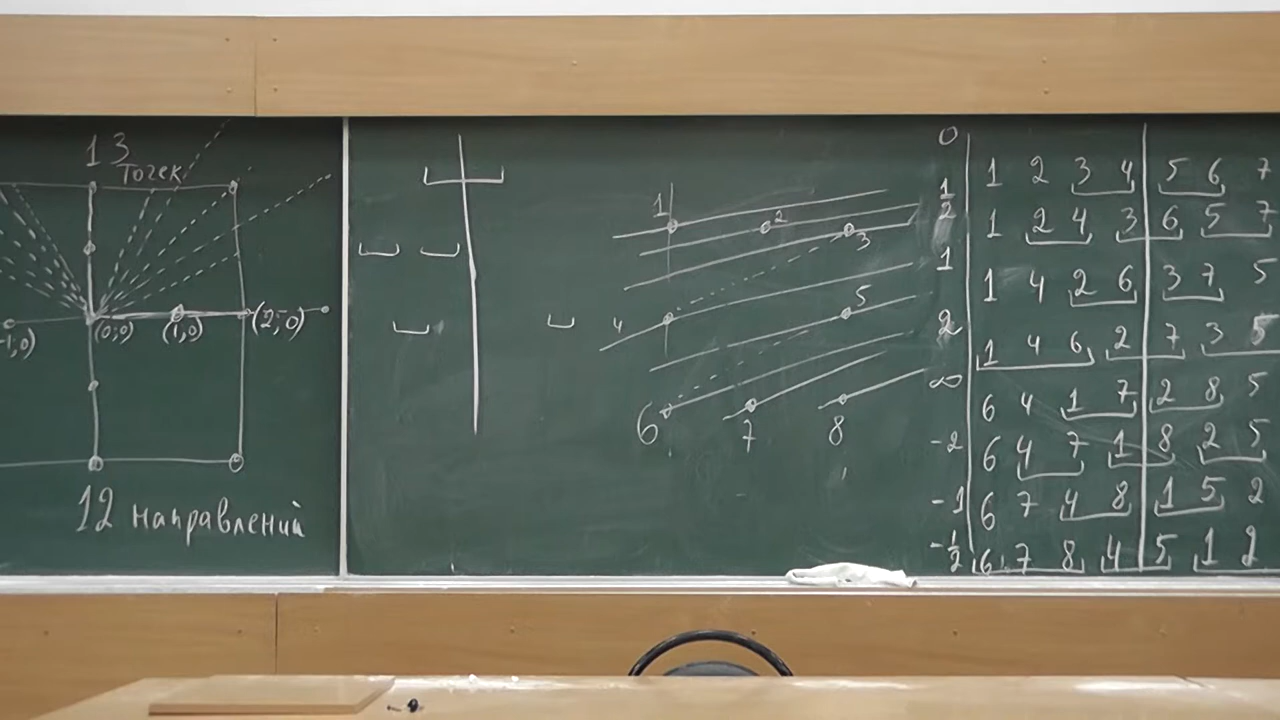 13
точек
(-1;0) (0;0) (1;0) (2;0)
12 направлений
1 2 3
4 5
6 7 8
0
1 2 3 4 5 6 7
1/2
1 2 4 3 6 5 7
1
1 4 2 6 3 7 5
2
1 4 6 2 7 3 5
∞
6 4 1 7 2 8 5
-2
6 4 7 1 8 2 5
-1
6 7 4 8 1 5 2
-1/2
6 7 8 4 5 1 2